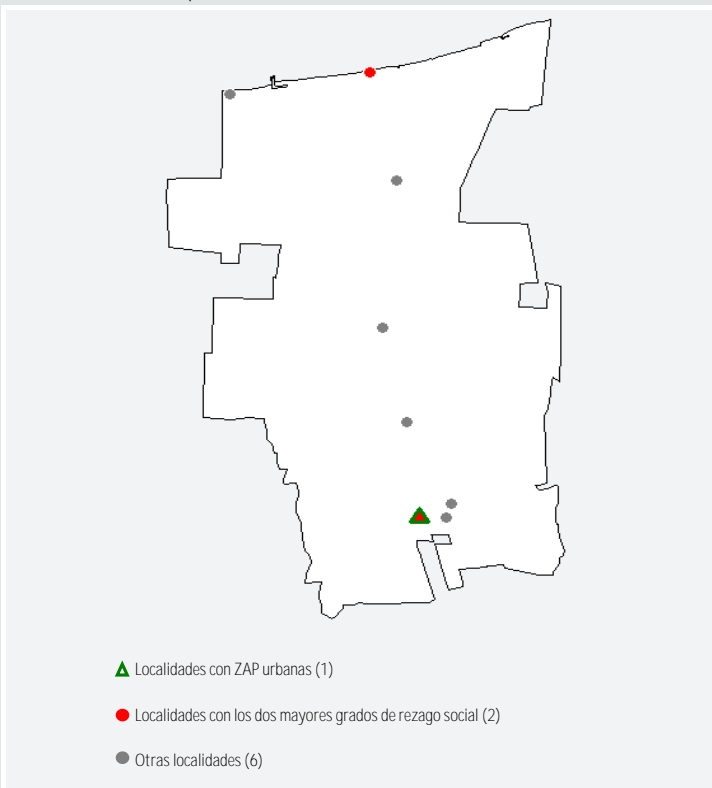 Localidades con ZAP urbanas (1)
Localidades con los dos mayores grados de rezago social (2)
Otras localidades (6)